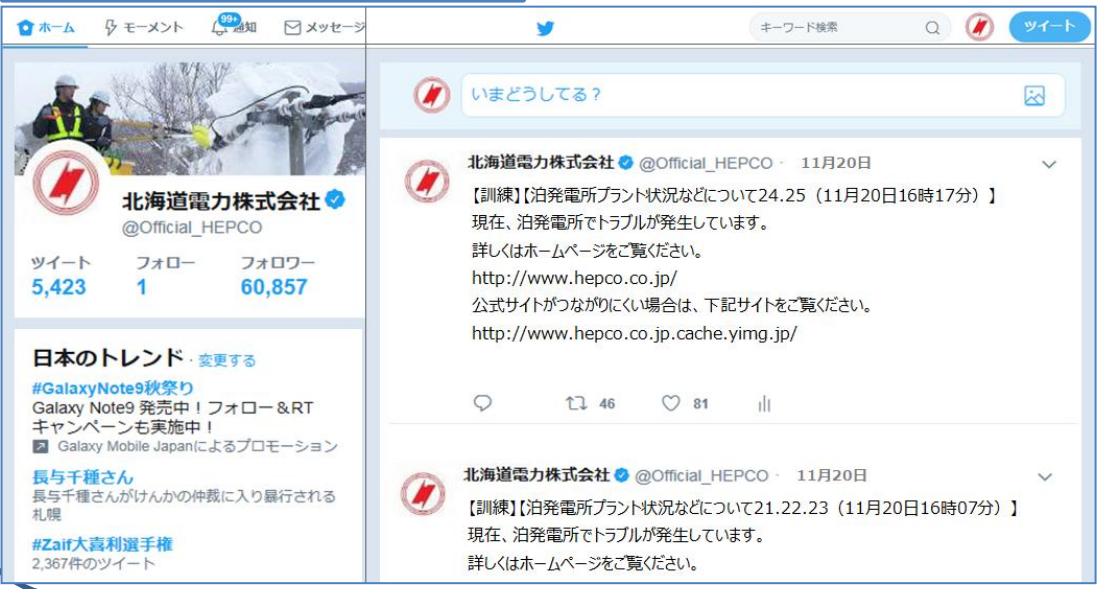 ホーム モーメント 99+ 通知 メッセージ キーワード検索 ツイート
北海道電力株式会社
@Official_HEPCO
ツイート フォロー フォロワー
5,423 1 60,857
日本のトレンド · 変更する
#GalaxyNote9秋祭り
Galaxy Note9 発売中！フォロー＆RT
キャンペーンも実施中！
Galaxy Mobile Japanによるプロモーション
長与千種さん
長与千種さんがけんかの仲裁に入り暴行される
札幌
#Zaif大喜利選手権
2,367件のツイート
いまどうしてる？
北海道電力株式会社 @Official_HEPCO · 11月20日
【訓練】【泊発電所プラント状況などについて24.25（11月20日16時17分）】
現在、泊発電所でトラブルが発生しています。
詳しくはホームページをご覧ください。
http://www.hepco.co.jp/
公式サイトがつながりにくい場合は、下記サイトをご覧ください。
http://www.hepco.co.jp.cache.yimg.jp/
46 81
北海道電力株式会社 @Official_HEPCO · 11月20日
【訓練】【泊発電所プラント状況などについて21.22.23（11月20日16時07分）】
現在、泊発電所でトラブルが発生しています。
詳しくはホームページをご覧ください。